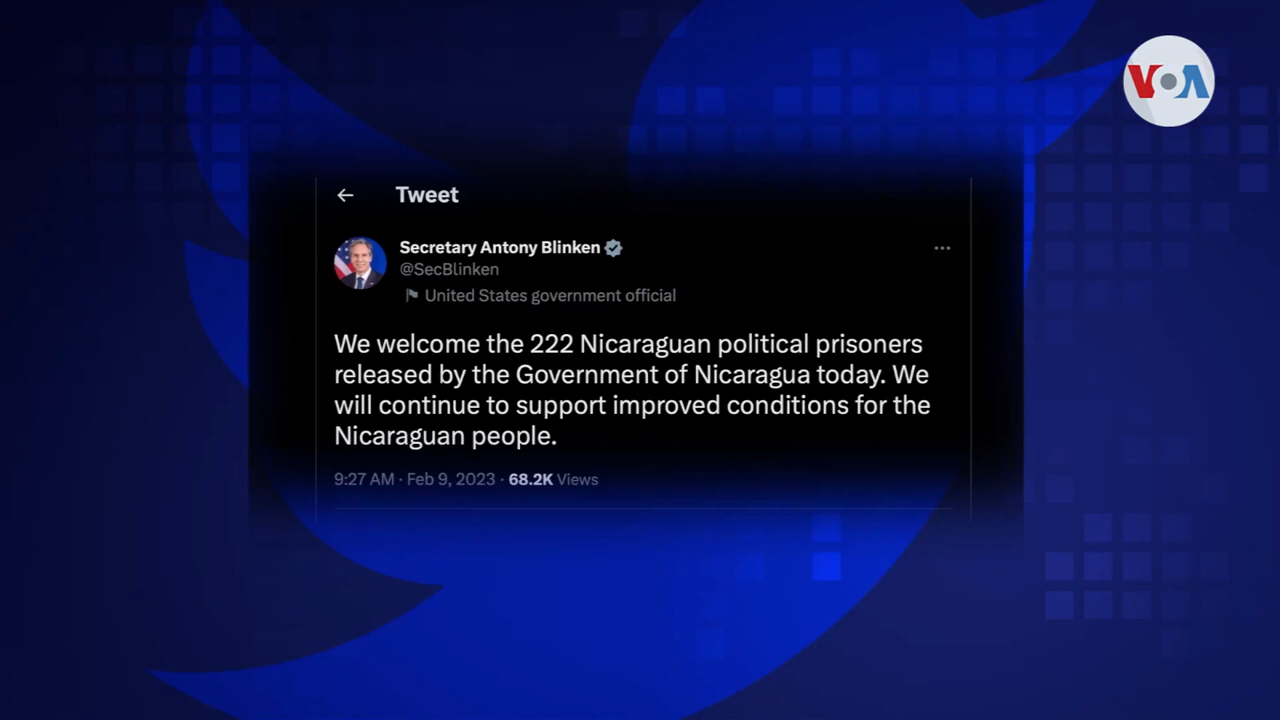 VOA
Tweet
Secretary Antony Blinken
@SecBlinken
United States government official
We welcome the 222 Nicaraguan political prisoners
released by the Government of Nicaragua today. We
will continue to support improved conditions for the
Nicaraguan people.
9:27 AM · Feb 9, 2023 · 68.2K Views